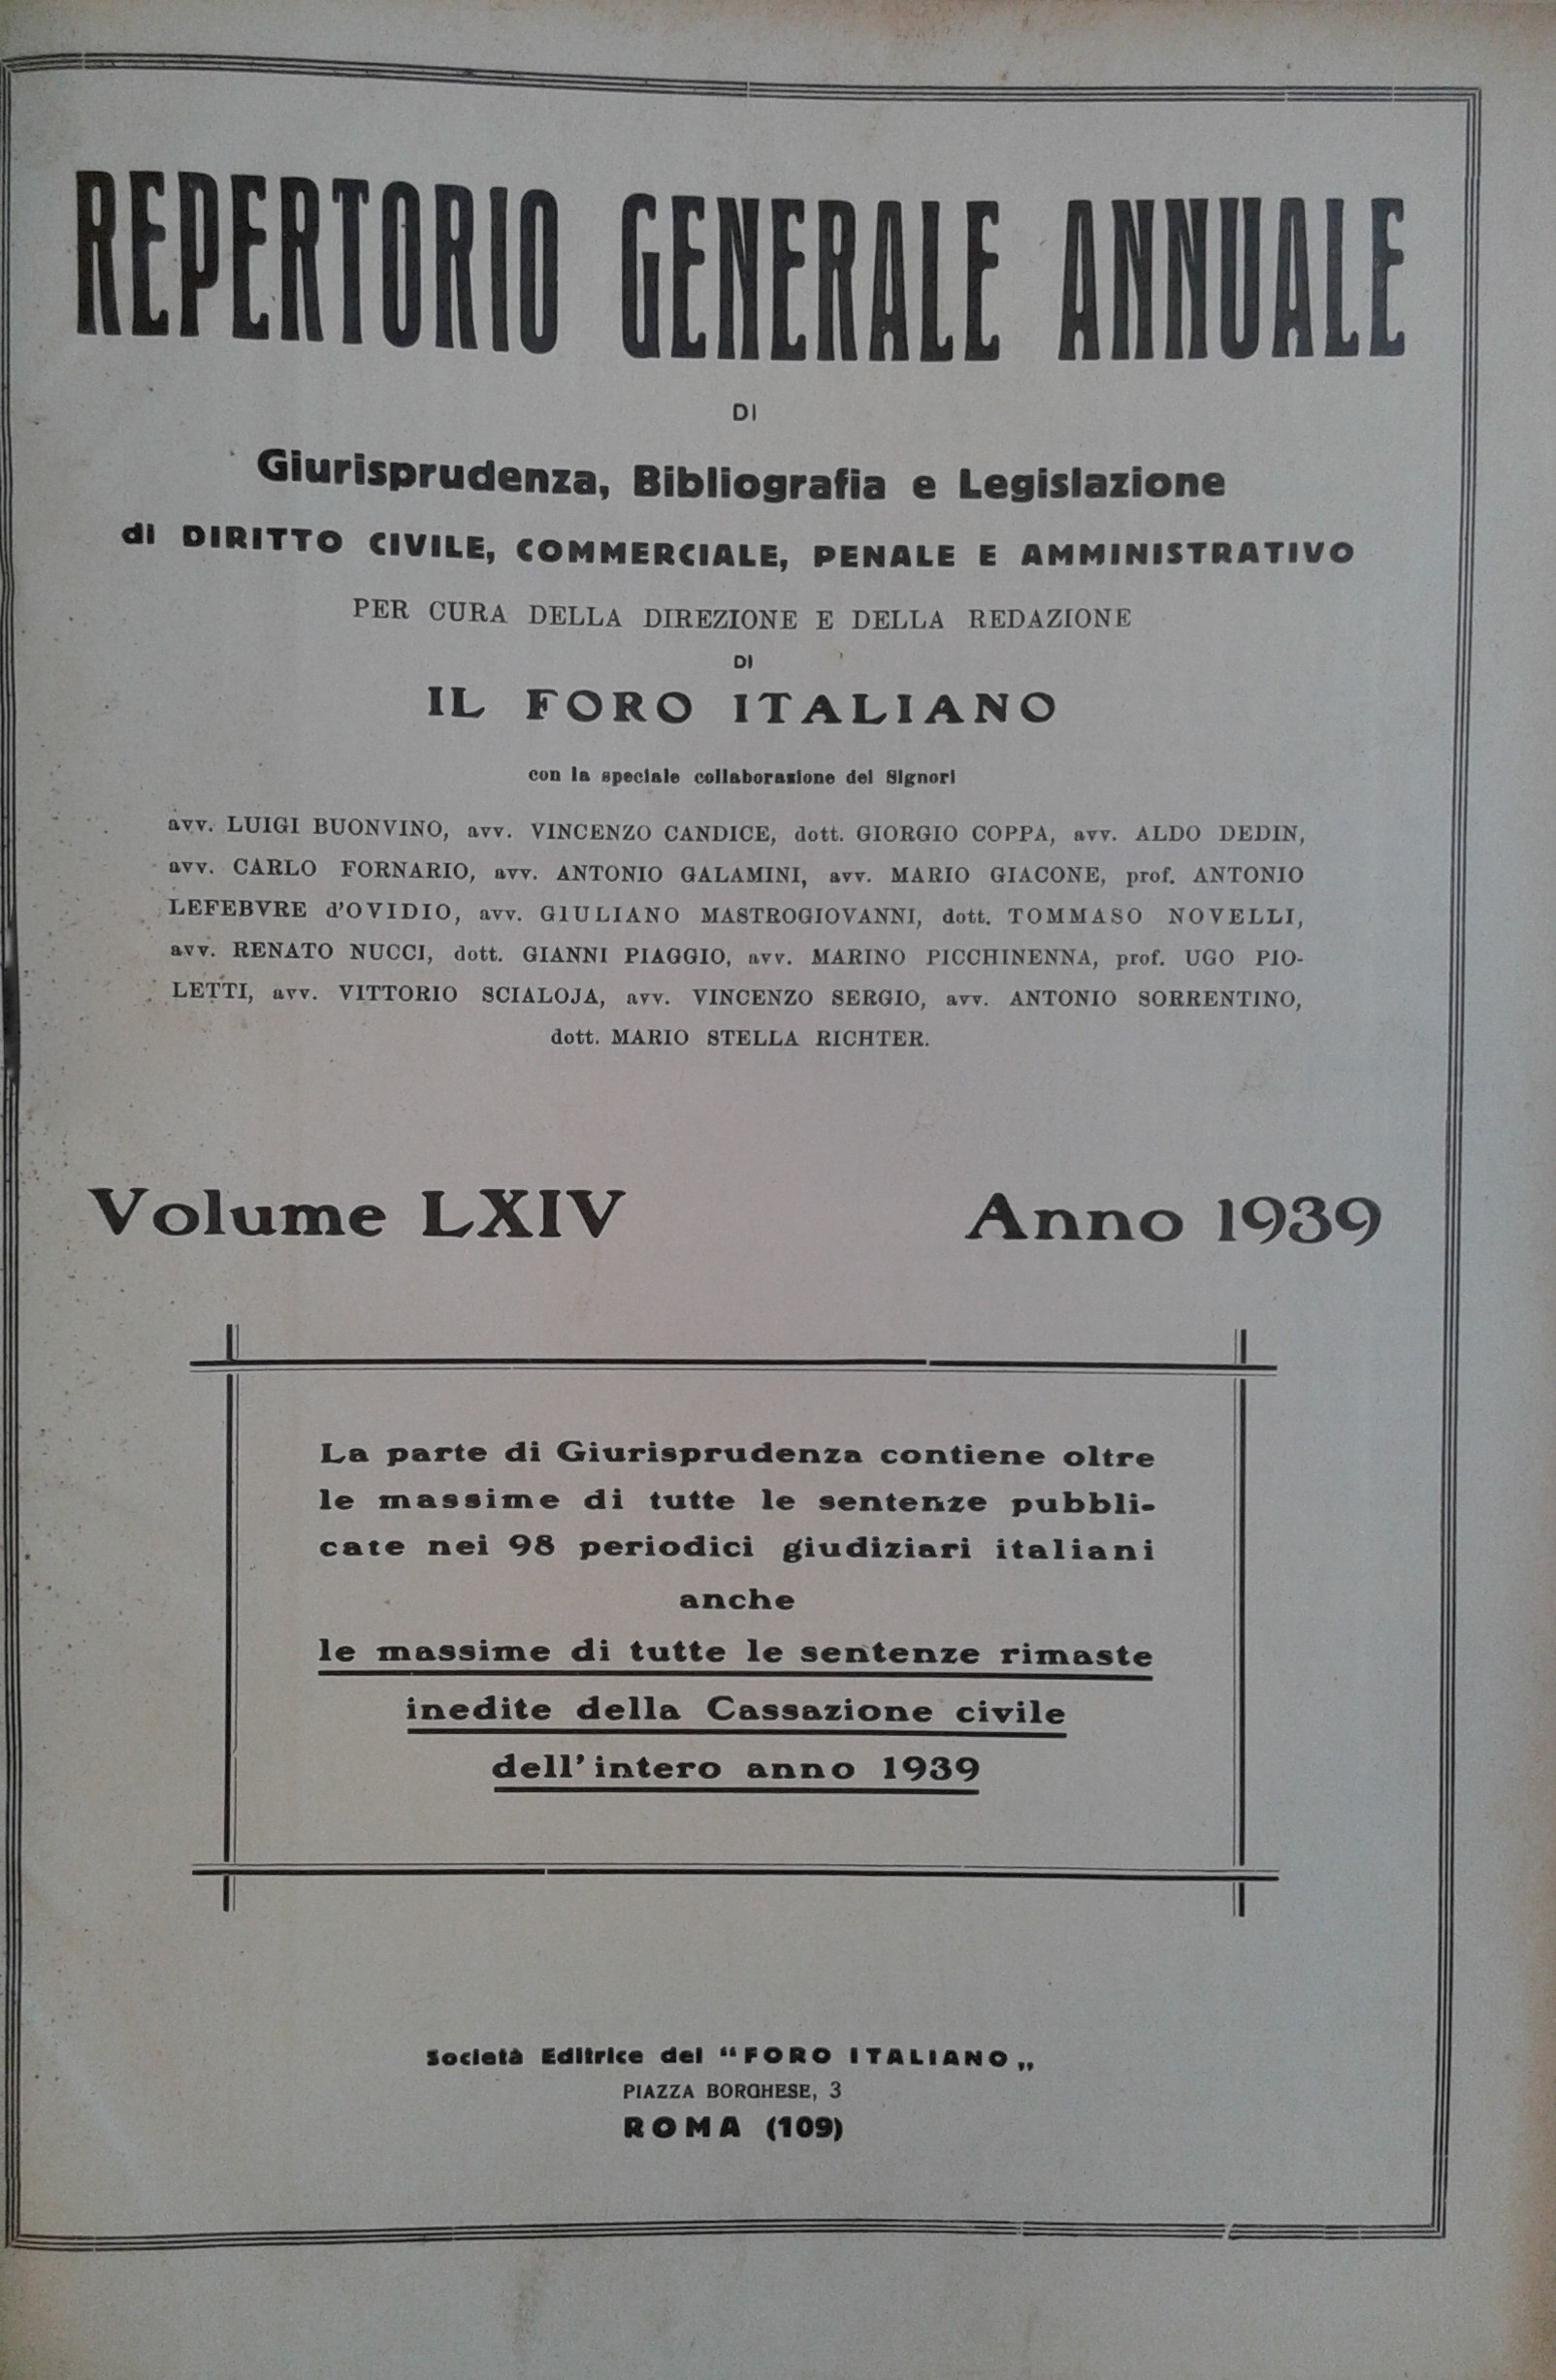 REPERTORIO GENERALE ANNUALE
DI
Giurisprudenza, Bibliografia e Legislazione
di DIRITTO CIVILE, COMMERCIALE, PENALE E AMMINISTRATIVO
PER CURA DELLA DIREZIONE E DELLA REDAZIONE
DI
IL FORO ITALIANO
con la speciale collaborazione dei Signori
avv. LUIGI BUONVINO, avv. VINCENZO CANDICE, dott. GIORGIO COPPA, avv. ALDO DEDIN,
avv. CARLO FORNARIO, avv. ANTONIO GALAMINI, avv. MARIO GIACONE, prof. ANTONIO
LEFEBVRE d'OVIDIO, avv. GIULIANO MASTROGIOVANNI, dott. TOMMASO NOVELLI,
avv. RENATO NUCCI, dott. GIANNI PIAGGIO, avv. MARINO PICCHINENNA, prof. UGO PIO-
LETTI, avv. VITTORIO SCIALOJA, avv. VINCENZO SERGIO, avv. ANTONIO SORRENTINO,
dott. MARIO STELLA RICHTER.
Volume LXIV Anno 1939
La parte di Giurisprudenza contiene oltre
le massime di tutte le sentenze pubbli-
cate nei 98 periodici giudiziari italiani
anche
le massime di tutte le sentenze rimaste
inedite della Cassazione civile
dell'intero anno 1939
Società Editrice del "FORO ITALIANO„
PIAZZA BORGHESE, 3
ROMA (109)